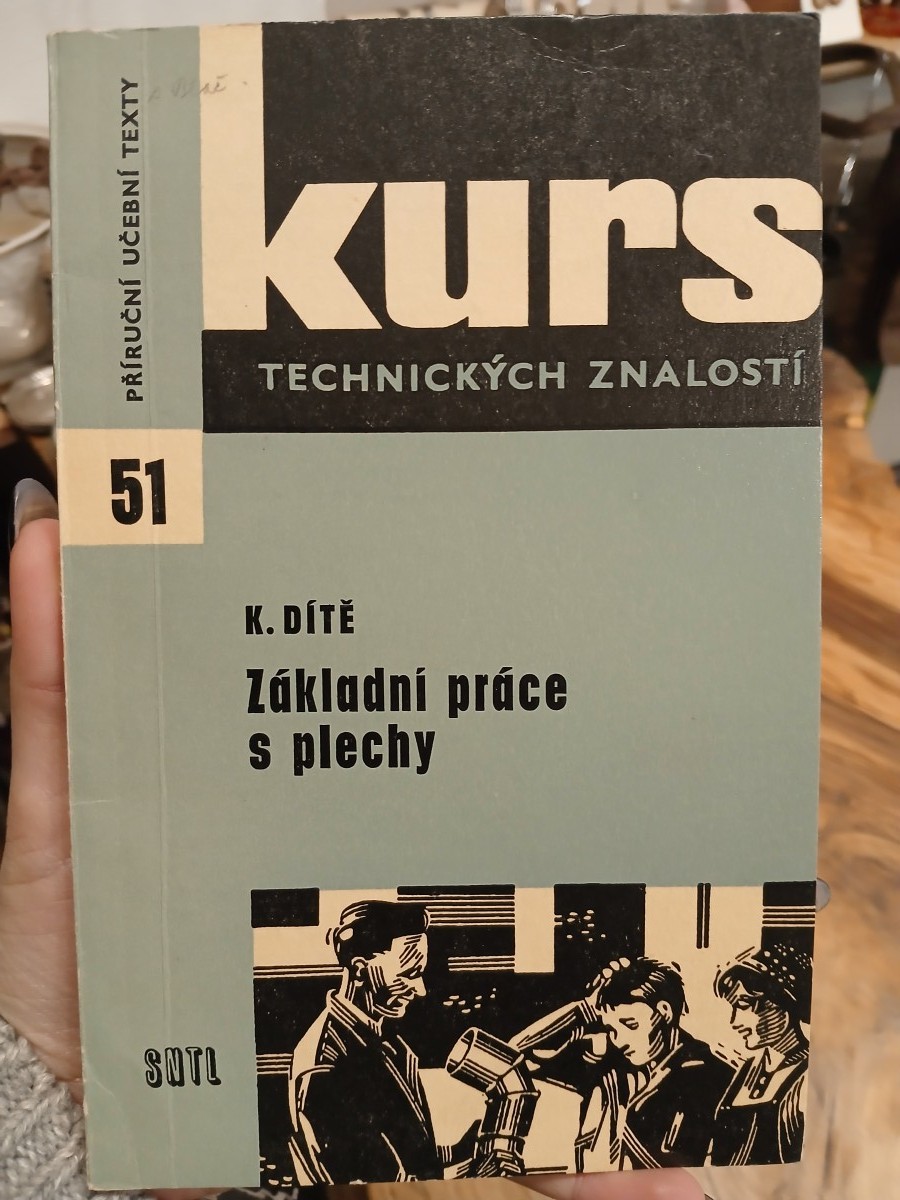 PŘÍRUČNÍ UČEBNÍ TEXTY
kurs
TECHNICKÝCH ZNALOSTÍ
51
K. DÍTĚ
Základní práce
s plechy
SNTL